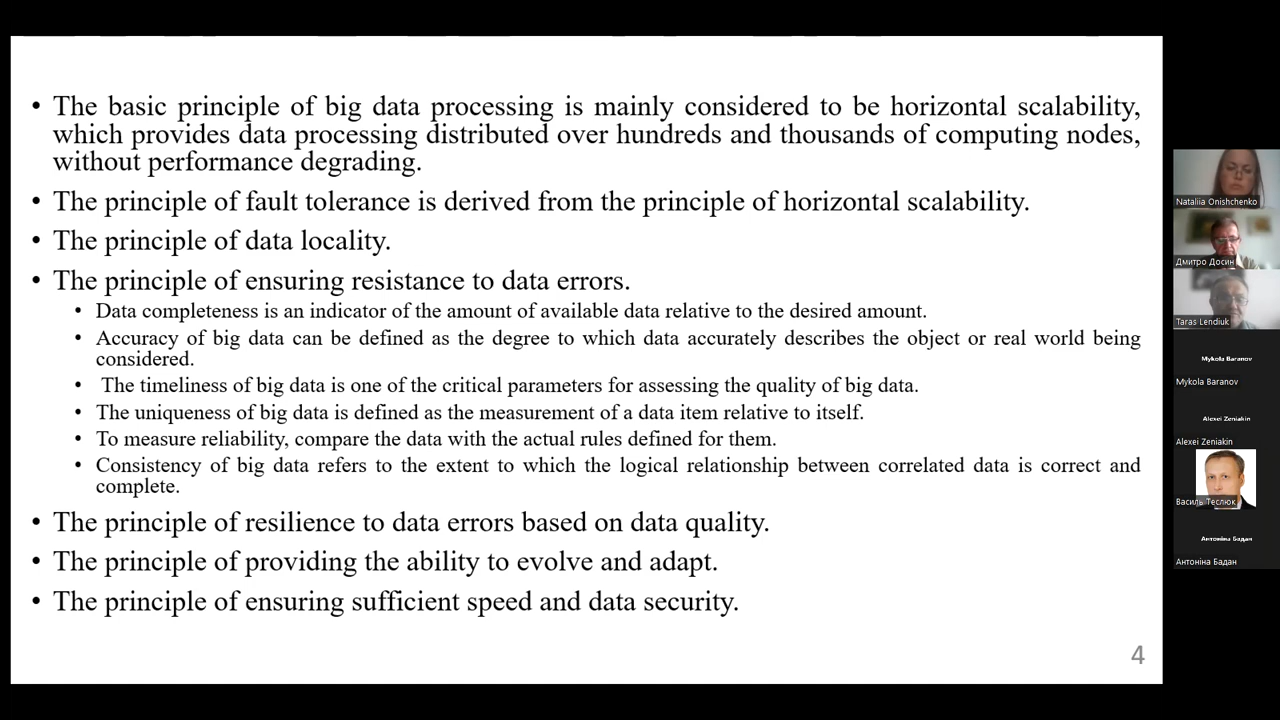 • The basic principle of big data processing is mainly considered to be horizontal scalability,
which provides data processing distributed over hundreds and thousands of computing nodes,
without performance degrading.
• The principle of fault tolerance is derived from the principle of horizontal scalability.
• The principle of data locality.
• The principle of ensuring resistance to data errors.
• Data completeness is an indicator of the amount of available data relative to the desired amount.
• Accuracy of big data can be defined as the degree to which data accurately describes the object or real world being
considered.
• The timeliness of big data is one of the critical parameters for assessing the quality of big data.
• The uniqueness of big data is defined as the measurement of a data item relative to itself.
• To measure reliability, compare the data with the actual rules defined for them.
• Consistency of big data refers to the extent to which the logical relationship between correlated data is correct and
complete.
• The principle of resilience to data errors based on data quality.
• The principle of providing the ability to evolve and adapt.
• The principle of ensuring sufficient speed and data security.
4
Nataliia Onishchenko
Дмитро Досин
Taras Lendiuk
Mykola Baranov
Mykola Baranov
Alexei Zeniakin
Alexei Zeniakin
Василь Теслюк
Антоніна Бадан
Антоніна Бадан